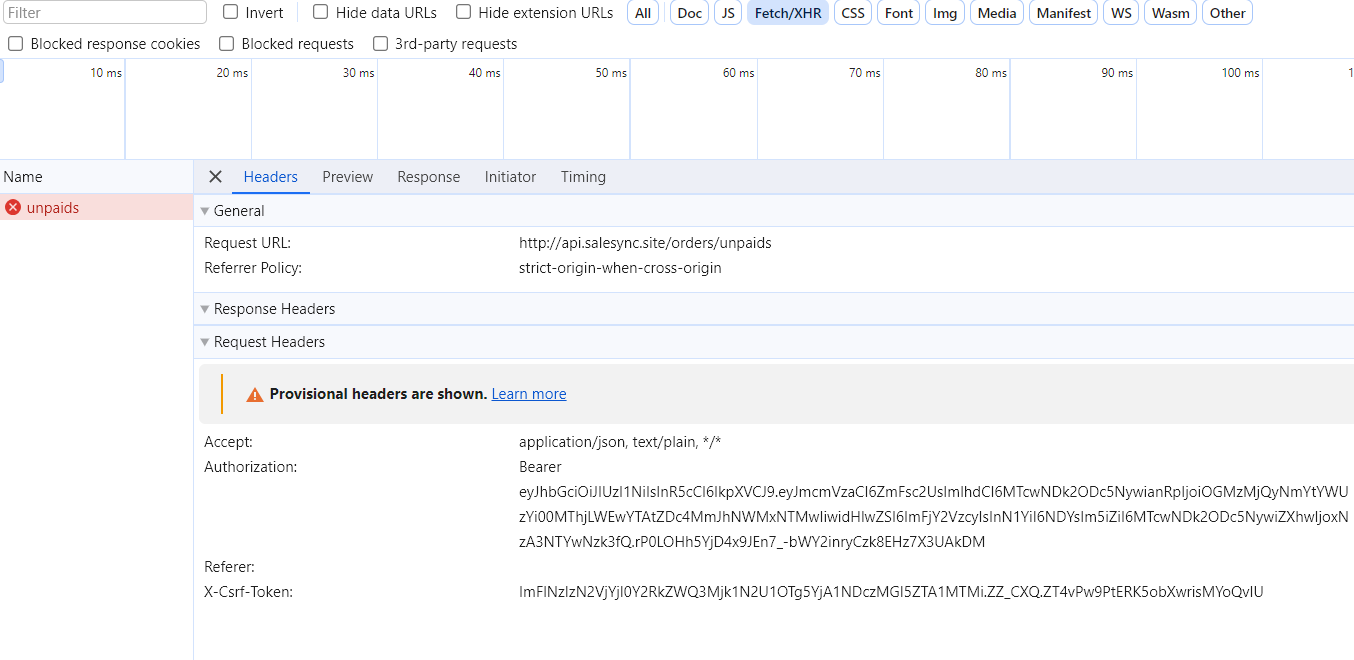 Filter
Invert
Hide data URLs
Hide extension URLs
All
Doc
JS
Fetch/XHR
CSS
Font
Img
Media
Manifest
WS
Wasm
Other
Blocked response cookies
Blocked requests
3rd-party requests
10 ms
20 ms
30 ms
40 ms
50 ms
60 ms
70 ms
80 ms
90 ms
100 ms
1
Name
Headers
Preview
Response
Initiator
Timing
unpaids
General
Request URL: http://api.salesync.site/orders/unpaids
Referrer Policy: strict-origin-when-cross-origin
Response Headers
Request Headers
Provisional headers are shown. Learn more
Accept: application/json, text/plain, */*
Authorization: Bearer
eyJhbGciOiJIUzI1NiIsInR5cCI6IkpXVCJ9.eyJmcmVzaCI6ZmFsc2UsImlhdCI6MTcwNDk2ODc5NywianRpIjoiOGMzMjQyNmYtYWU
zYi00MThjLWEwYTAtZDc4MmJhNWMxNTMwIiwidHlwZSI6ImFjY2VzcyIsInN1YiI6NDYsIm5iZiI6MTcwNDk2ODc5NywiZXhwIjoxN
zA3NTYwNzk3fQ.rP0LOHh5YjD4x9JEn7_-bWY2inryCzk8EHz7X3UAkDM
Referer:
X-Csrf-Token: ImFlNzIzN2VjYjI0Y2RkZWQ3Mjk1N2U1OTg5YjA1NDczMGI5ZTA1MTMi.ZZ_CXQ.ZT4vPw9PtERK5obXwrisMYoQvIU